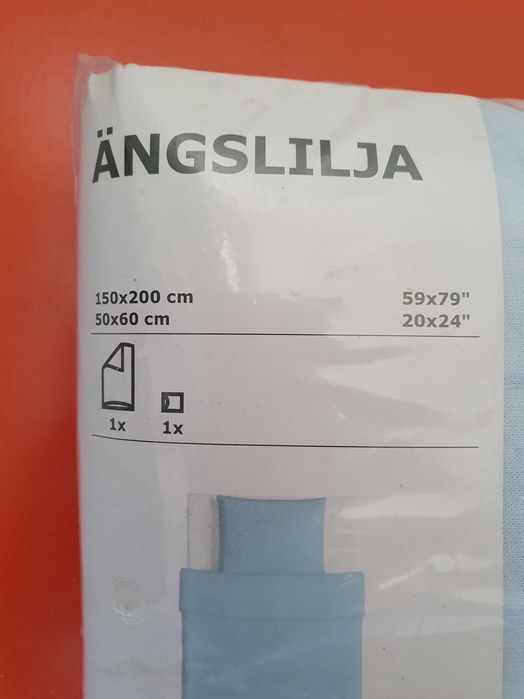 ÄNGSLILJA
150x200 cm 59x79"
50x60 cm 20x24"
1x 1x